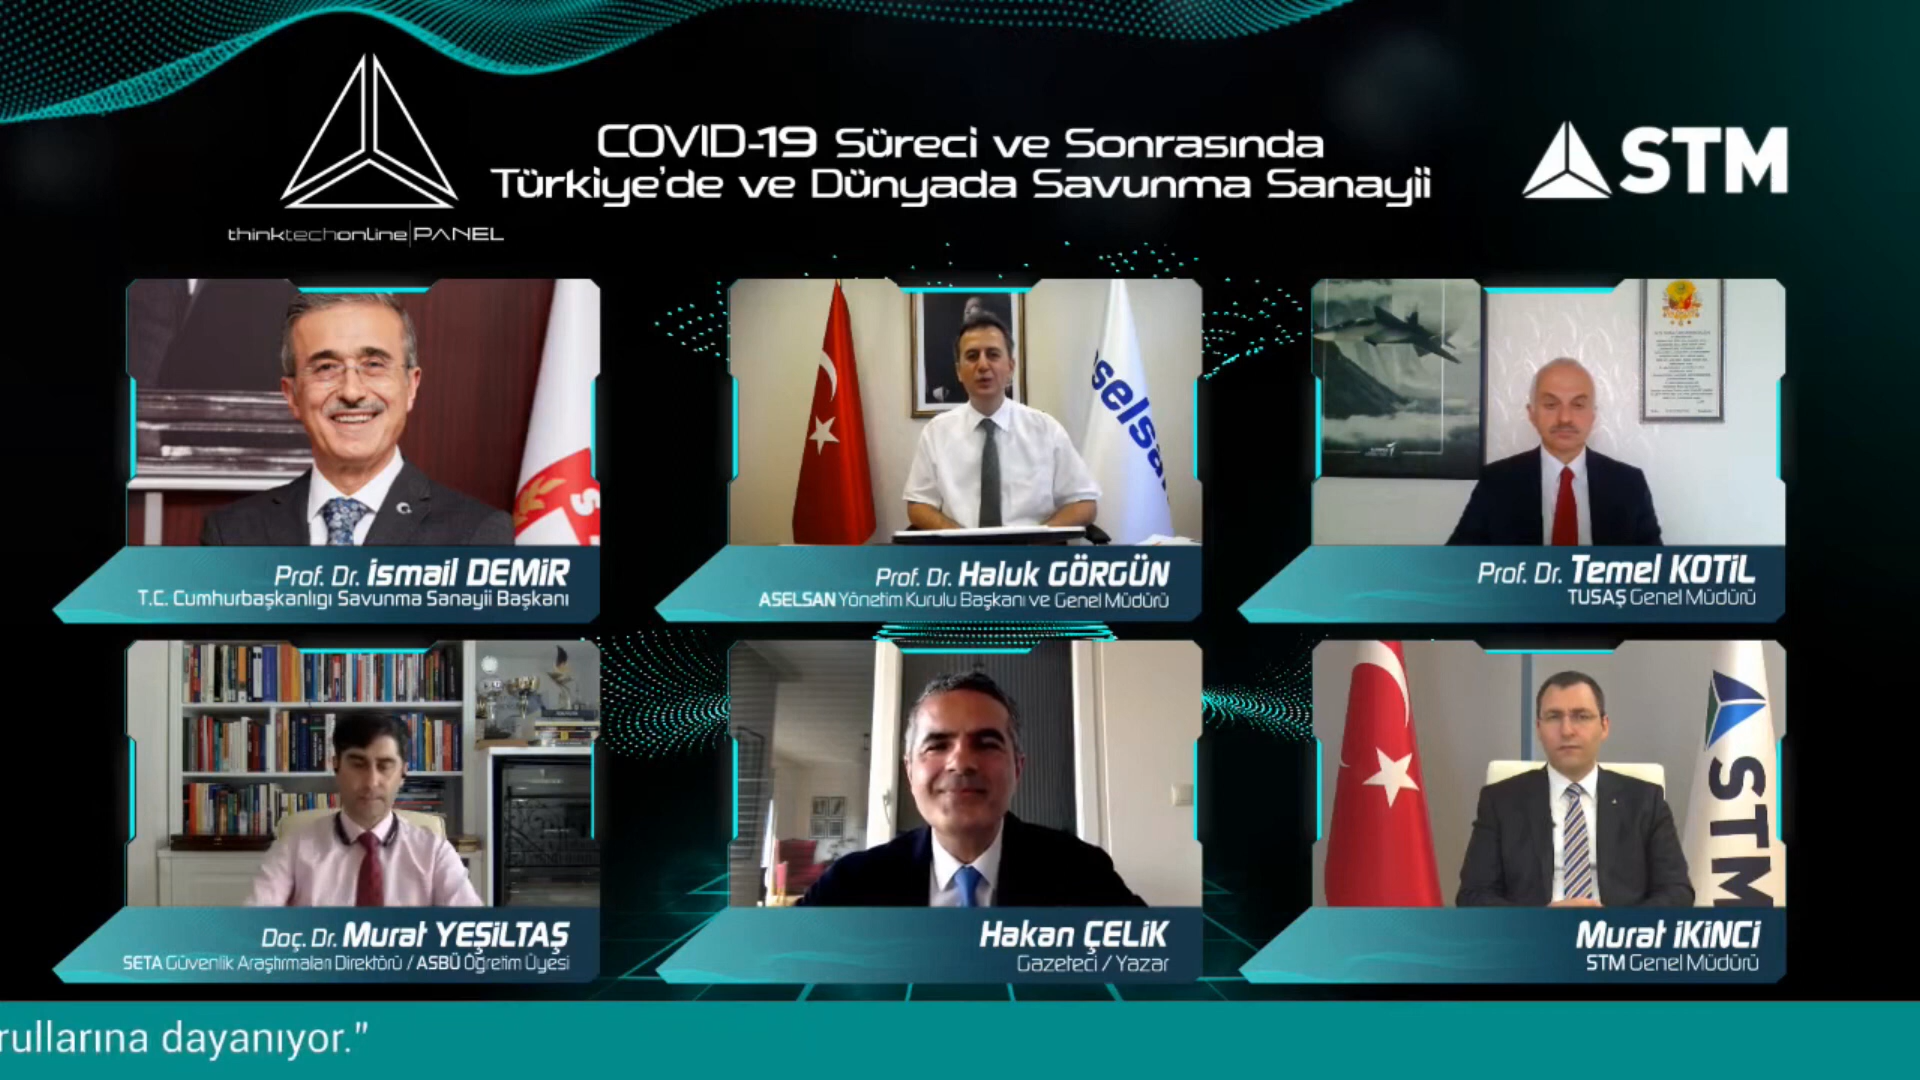 COVID-19 Süreci ve Sonrasında
Türkiye'de ve Dünyada Savunma Sanayii
thinktechonline|PANEL
STM
aselsa
Prof. Dr. İsmail DEMİR
T.C. Cumhurbaşkanlığı Savunma Sanayii Başkanı
Prof. Dr. Haluk GÖRGÜN
ASELSAN Yönetim Kurulu Başkanı ve Genel Müdürü
Prof. Dr. Temel KOTİL
TUSAŞ Genel Müdürü
STM
Doç. Dr. Murat YEŞİLTAŞ
SETA Güvenlik Araştırmaları Direktörü / ASBÜ Öğretim Üyesi
Hakan ÇELİK
Gazeteci / Yazar
Murat İKİNCİ
STM Genel Müdürü
rullarına dayanıyor."